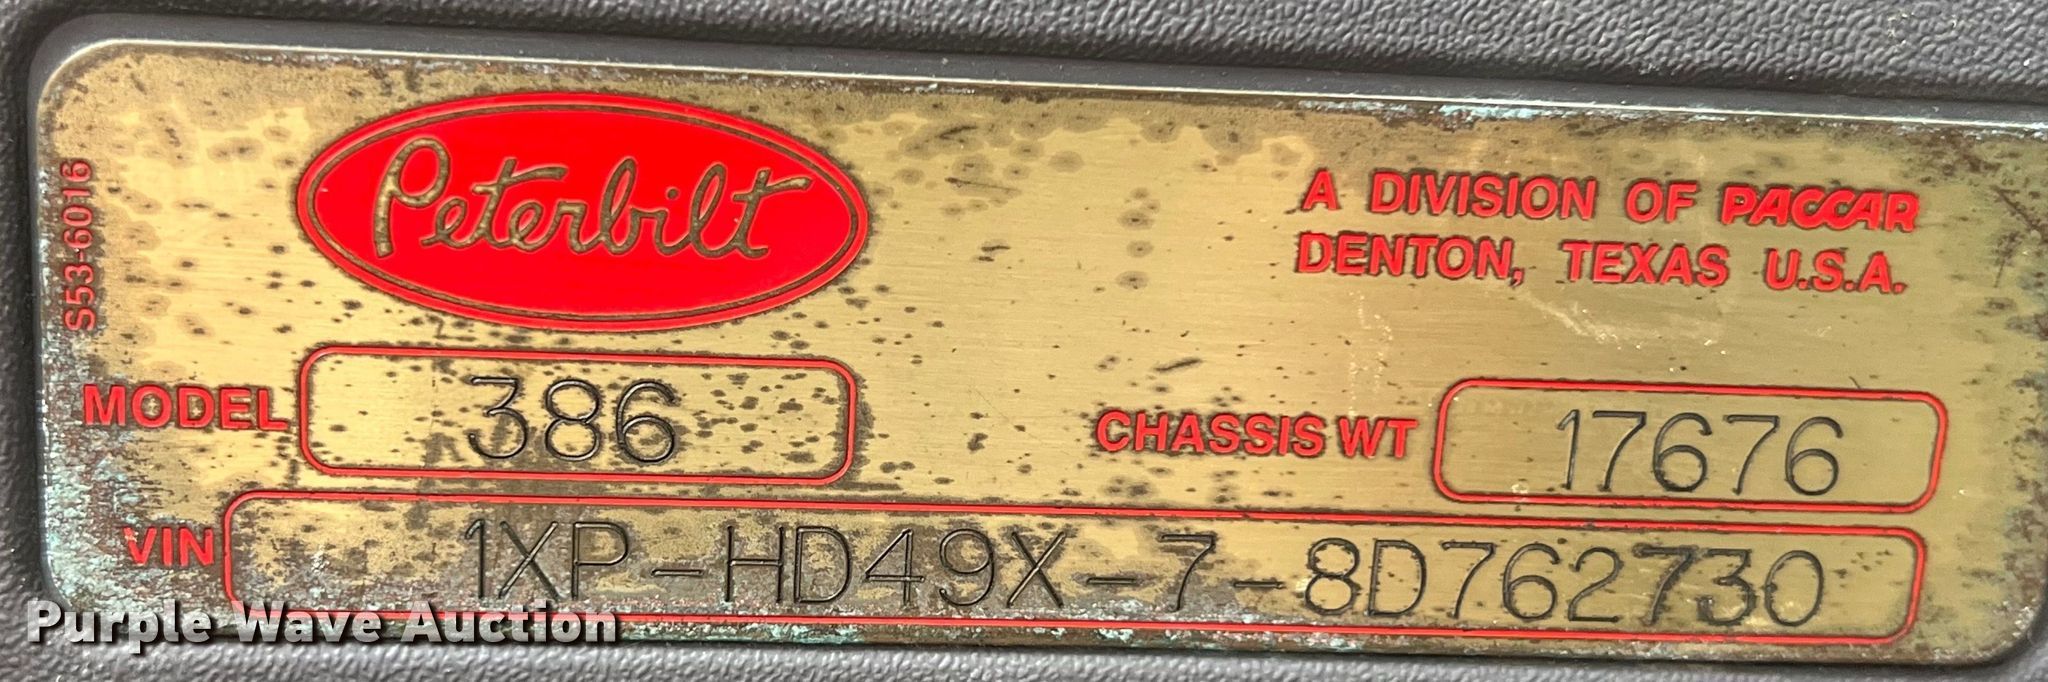 S53-6016
Peterbilt
A DIVISION OF PACCAR
DENTON, TEXAS U.S.A.
MODEL 386
CHASSIS WT 17676
VIN 1XP-HD49X-7-8D762730
Purple Wave Auction